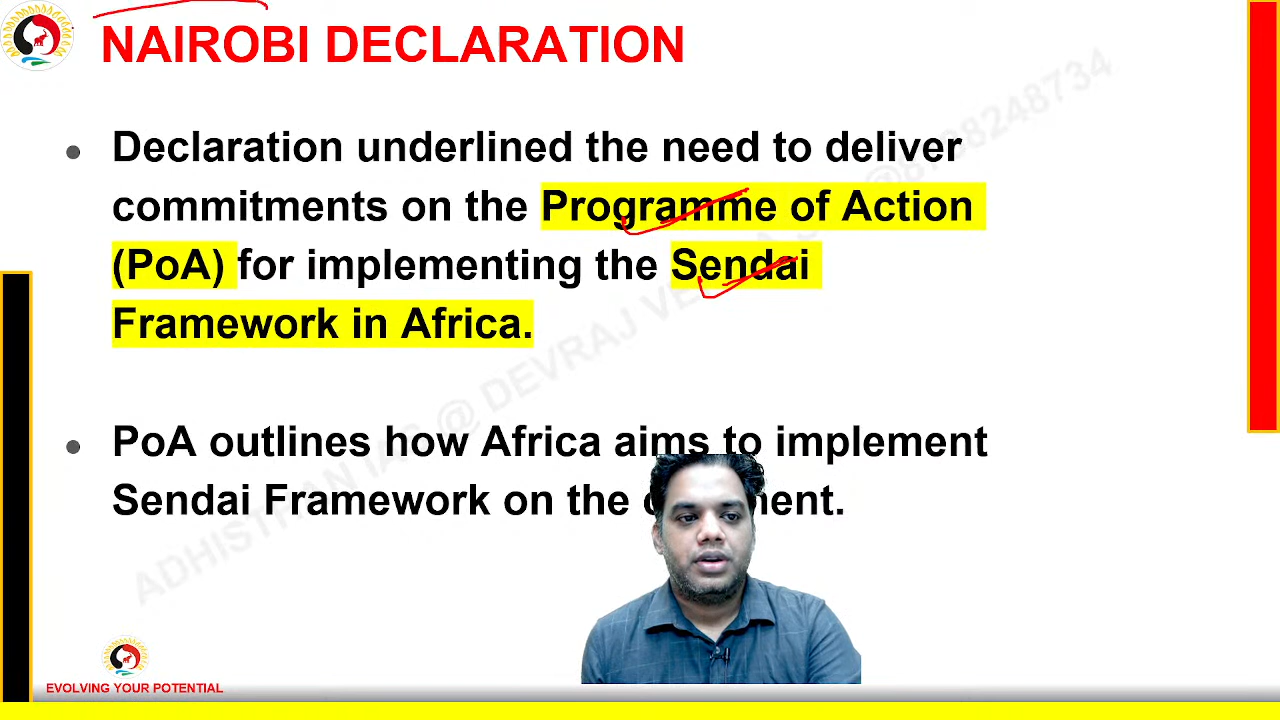 NAIROBI DECLARATION
Declaration underlined the need to deliver
commitments on the Programme of Action
(PoA) for implementing the Sendai
Framework in Africa.
PoA outlines how Africa aims to implement
Sendai Framework on the
EVOLVING YOUR POTENTIAL